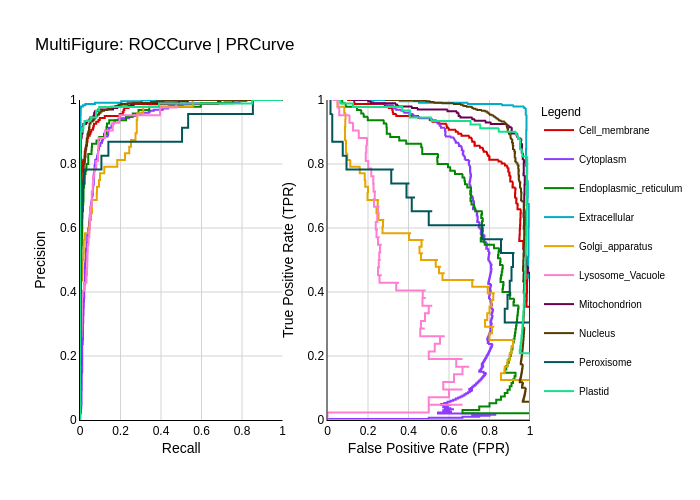 MultiFigure: ROCCurve | PRCurve
Precision
1
0.8
0.6
0.4
0.2
0
0 0.2 0.4 0.6 0.8 1
Recall
True Positive Rate (TPR)
1
0.8
0.6
0.4
0.2
0
0 0.2 0.4 0.6 0.8 1
False Positive Rate (FPR)
Legend
Cell_membrane
Cytoplasm
Endoplasmic_reticulum
Extracellular
Golgi_apparatus
Lysosome_Vacuole
Mitochondrion
Nucleus
Peroxisome
Plastid